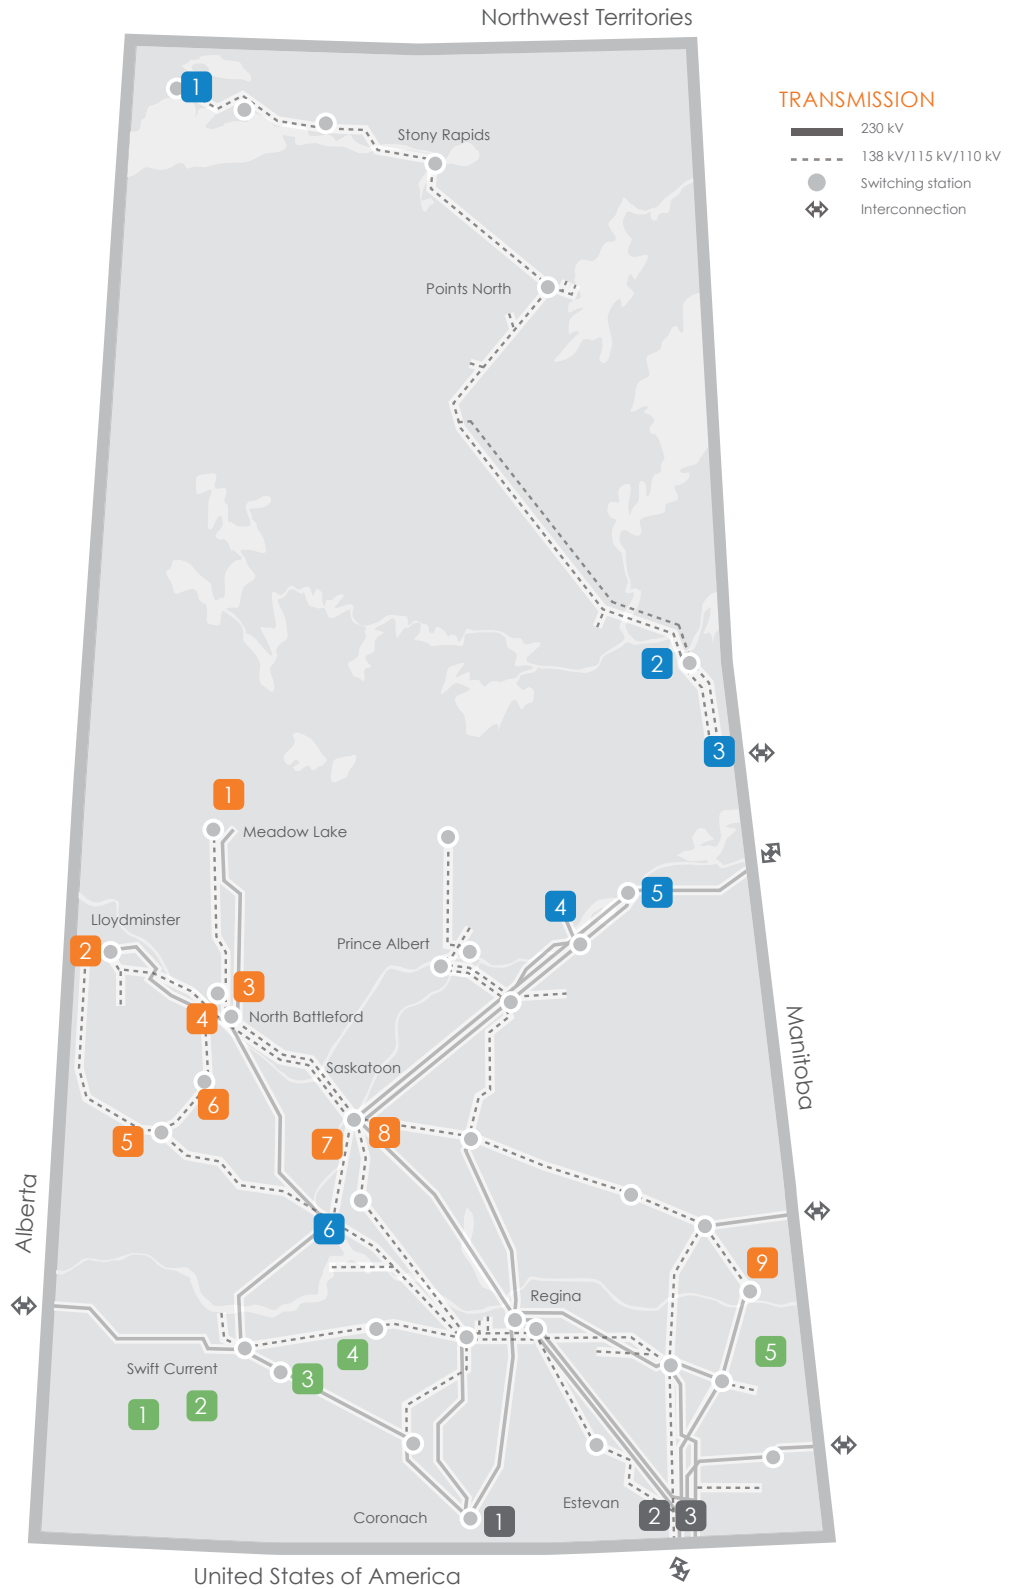 Northwest Territories
1
TRANSMISSION
230 kV
138 kV/115 kV/110 kV
Switching station
Interconnection
Stony Rapids
Points North
2
3
1
Meadow Lake
4
5
Lloydminster
2
Prince Albert
3
4
North Battleford
Manitoba
Saskatoon
6
5
7
8
Alberta
6
9
Regina
4
5
Swift Current
3
1
2
Estevan
2
3
Coronach
1
United States of America